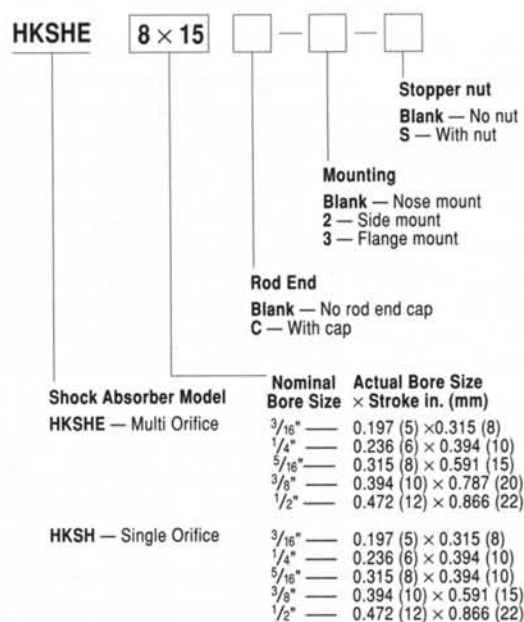 HKSHE 8 × 15 — —
Stopper nut
Blank — No nut
S — With nut
Mounting
Blank — Nose mount
2 — Side mount
3 — Flange mount
Rod End
Blank — No rod end cap
C — With cap
Shock Absorber Model
HKSHE — Multi Orifice
Nominal Actual Bore Size
Bore Size × Stroke in. (mm)
3/16" — 0.197 (5) ×0.315 (8)
1/4" — 0.236 (6) × 0.394 (10)
5/16" — 0.315 (8) × 0.591 (15)
3/8" — 0.394 (10) × 0.787 (20)
1/2" — 0.472 (12) × 0.866 (22)
HKSH — Single Orifice
3/16" — 0.197 (5) × 0.315 (8)
1/4" — 0.236 (6) × 0.394 (10)
5/16" — 0.315 (8) × 0.394 (10)
3/8" — 0.394 (10) × 0.591 (15)
1/2" — 0.472 (12) × 0.866 (22)